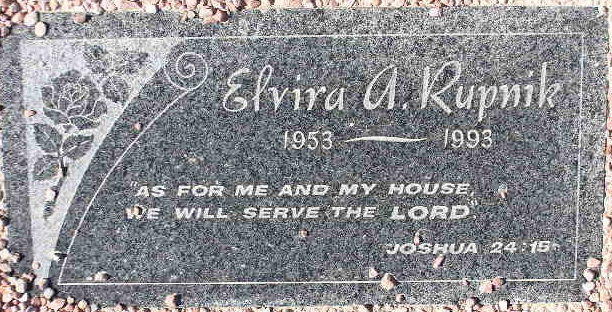 Elvira A. Rupnik
1953 — 1993
"AS FOR ME AND MY HOUSE,
WE WILL SERVE THE LORD"
JOSHUA 24:15